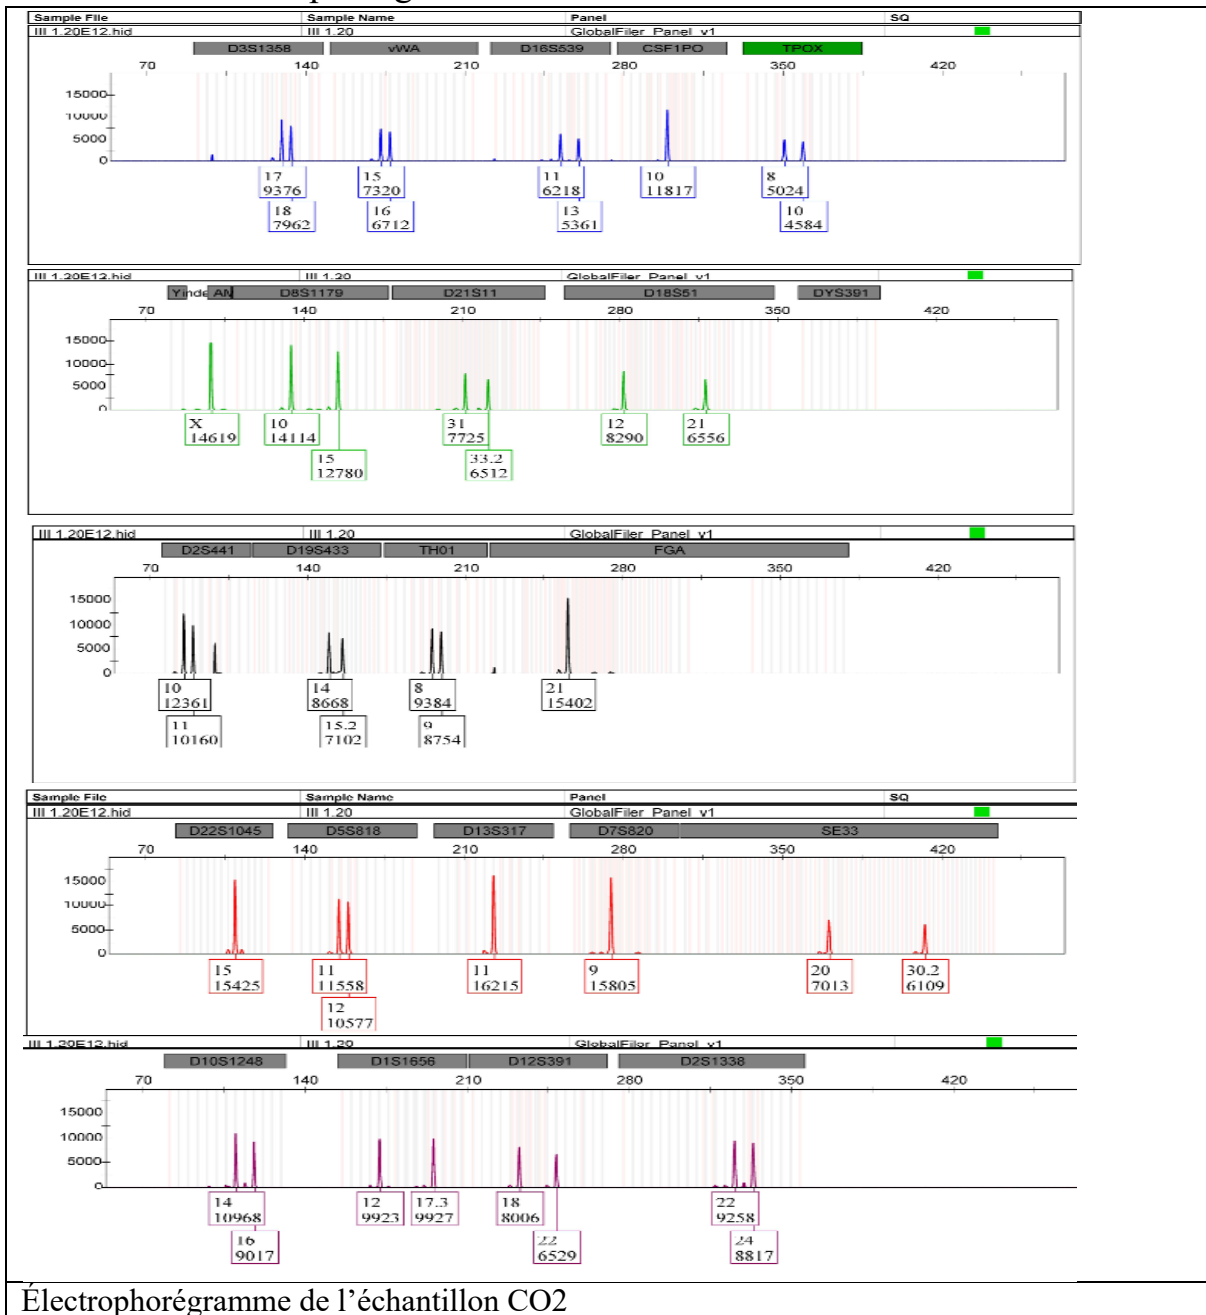 Sample File Sample Name Panel SQ
III 1.20E12.hid III 1.20 GlobalFiler_Panel_v1
D3S1358 vWA D16S539 CSF1PO TPOX
70 140 210 280 350 420
15000
10000
5000
0
17 15 11 10 8
9376 7320 6218 11817 5024
18 16 13 10
7962 6712 5361 4584
III 1.20E12.hid III 1.20 GlobalFiler_Panel_v1
Yinde AM D8S1179 D21S11 D18S51 DYS391
70 140 210 280 350 420
15000
10000
5000
0
X 10 31 12 21
14619 14114 7725 8290 6556
15 33.2
12780 6512
III 1.20E12.hid III 1.20 GlobalFiler_Panel_v1
D2S441 D19S433 TH01 FGA
70 140 210 280 350 420
15000
10000
5000
0
10 14 8 21
12361 8668 9384 15402
11 15.2 9
10160 7102 8754
Sample File Sample Name Panel SQ
III 1.20E12.hid III 1.20 GlobalFiler_Panel_v1
D22S1045 D5S818 D13S317 D7S820 SE33
70 140 210 280 350 420
15000
10000
5000
0
15 11 11 9 20 30.2
15425 11558 16215 15805 7013 6109
12
10577
III 1.20E12.hid III 1.20 GlobalFiler_Panel_v1
D10S1248 D1S1656 D12S391 D2S1338
70 140 210 280 350 420
15000
10000
5000
0
14 12 17.3 18 22
10968 9923 9927 8006 9258
16 22 24
9017 6529 8817
Électrophorégramme de l'échantillon CO2